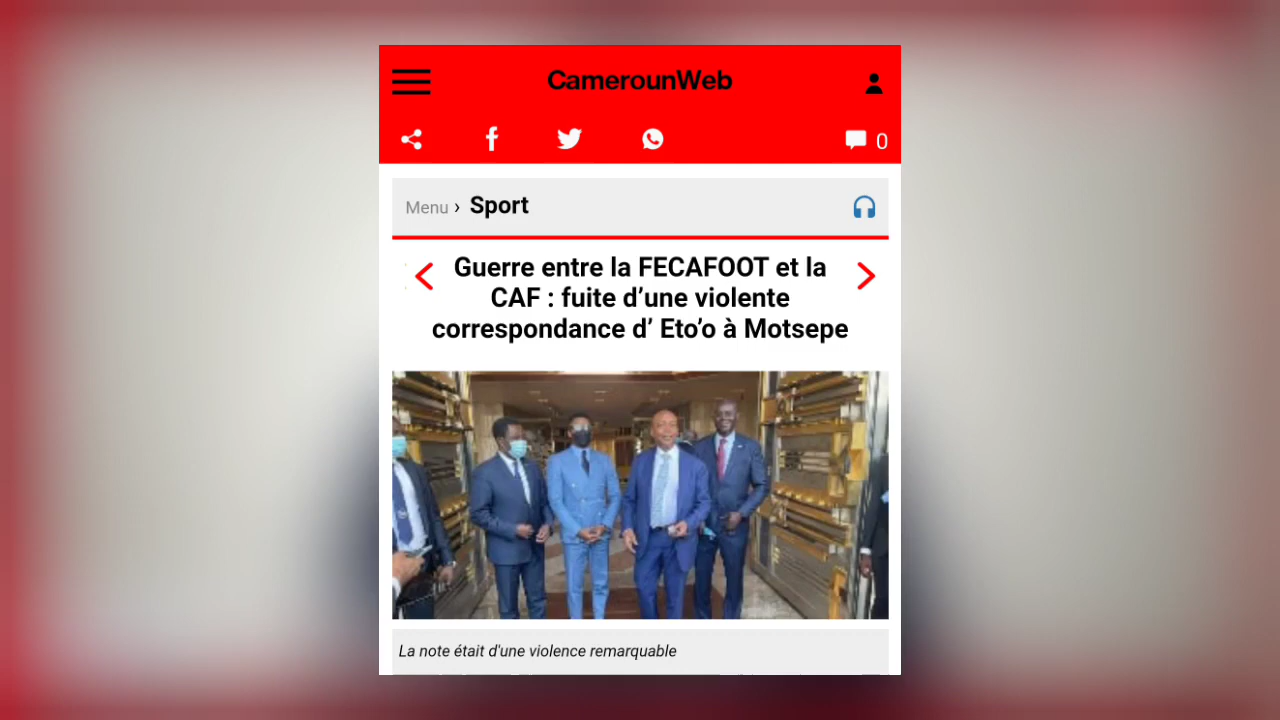 CamerounWeb
0
Menu › Sport
Guerre entre la FECAFOOT et la
CAF : fuite d’une violente
correspondance d’ Eto’o à Motsepe
La note était d'une violence remarquable